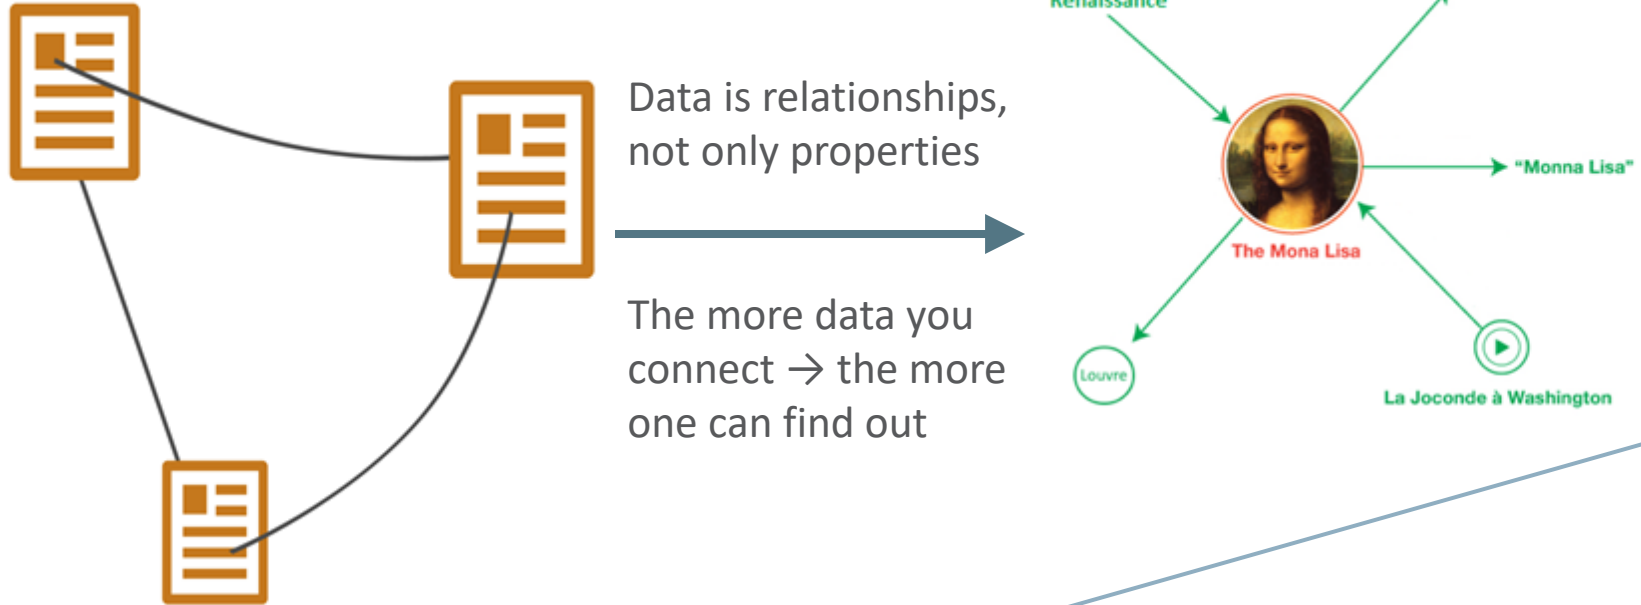 Data is relationships,
not only properties
The more data you
connect → the more
one can find out
Renaissance
"Monna Lisa"
The Mona Lisa
Louvre
La Joconde à Washington